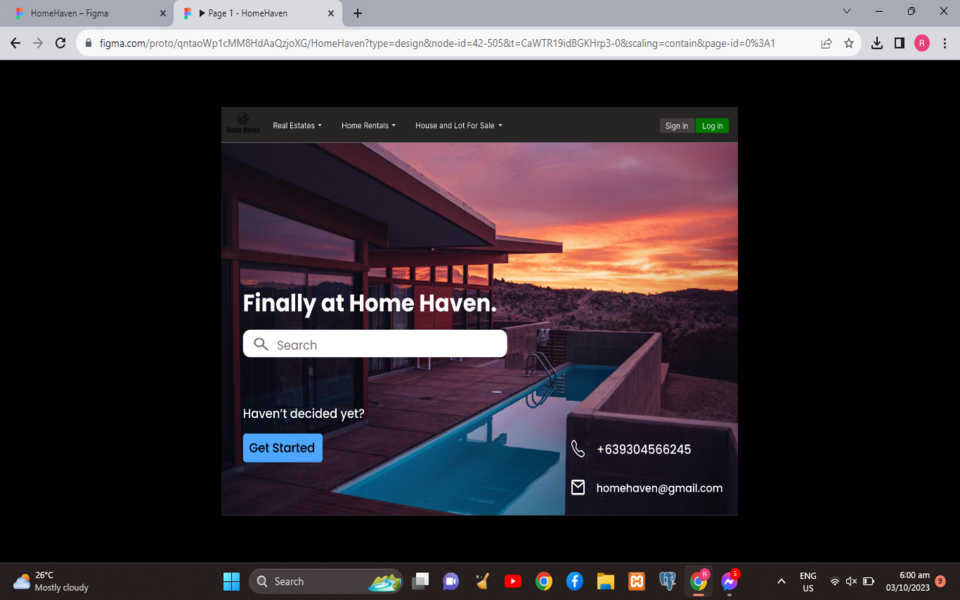 HomeHaven – Figma
Page 1 - HomeHaven
figma.com/proto/qntaoWp1cMM8HdAaQzjoXG/HomeHaven?type=design&node-id=42-505&t=CaWTR19idBGKHrp3-0&scaling=contain&page-id=0%3A1
R
Home Haven
Real Estates
Home Rentals
House and Lot For Sale
Sign in
Log in
Finally at Home Haven.
Search
Haven't decided yet?
Get Started
+639304566245
homehaven@gmail.com
26°C
Mostly cloudy
Search
R
5
ENG
US
6:00 am
03/10/2023
9